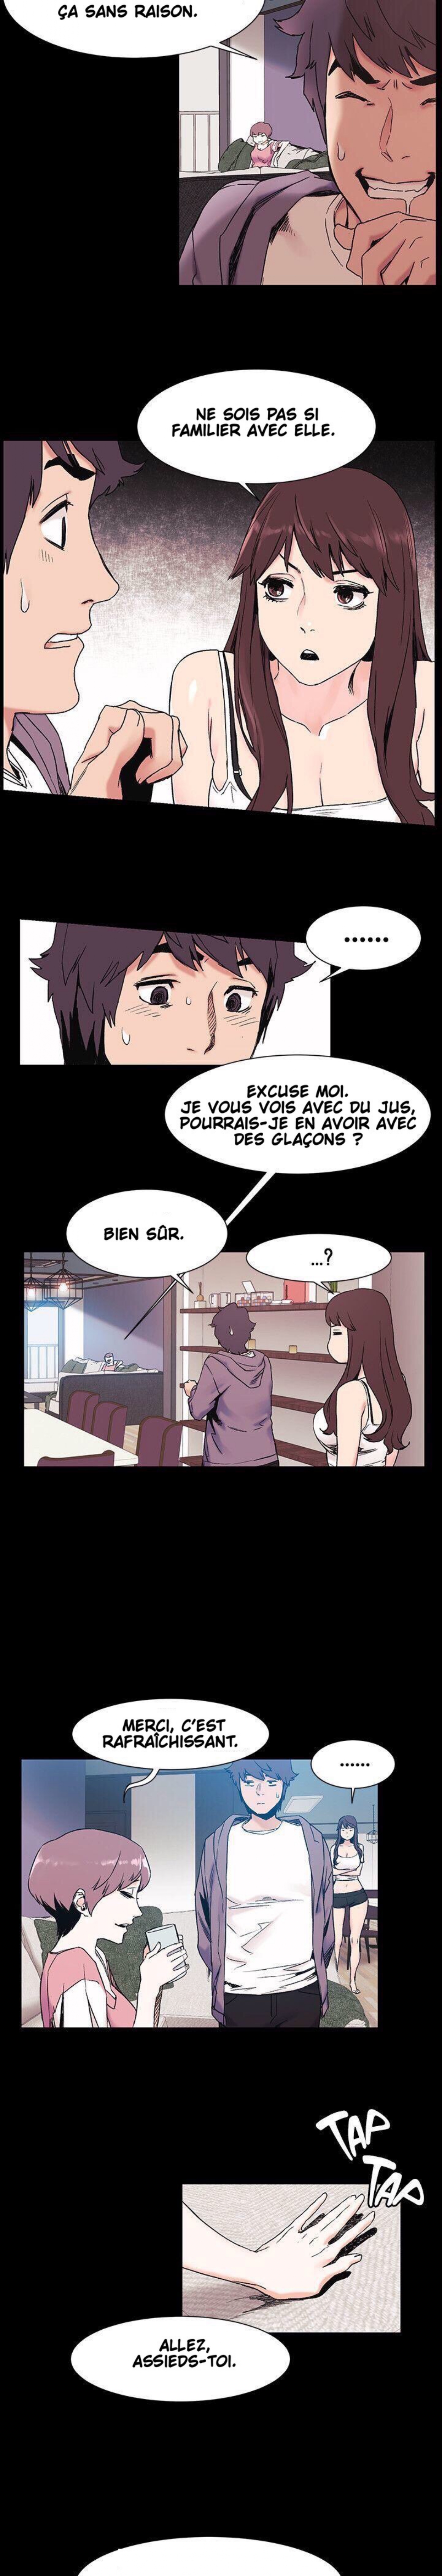 ÇA SANS RAISON.
NE SOIS PAS SI
FAMILIER AVEC ELLE.
......
EXCUSE MOI.
JE VOUS VOIS AVEC DU JUS,
POURRAIS-JE EN AVOIR AVEC
DES GLAÇONS ?
BIEN SÛR.
...?
MERCI, C'EST
RAFRAÎCHISSANT.
......
TAP
TAP
ALLEZ,
ASSIEDS-TOI.